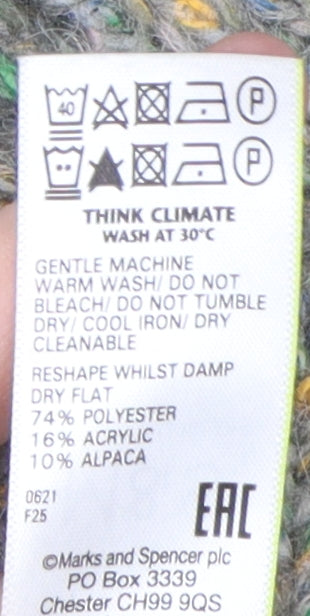 40 P
P
THINK CLIMATE
WASH AT 30°C
GENTLE MACHINE
WARM WASH/ DO NOT
BLEACH/ DO NOT TUMBLE
DRY/ COOL IRON/ DRY
CLEANABLE
RESHAPE WHILST DAMP
DRY FLAT
74% POLYESTER
16% ACRYLIC
10% ALPACA
0621
F25
EAC
©Marks and Spencer plc
PO Box 3339
Chester CH99 9QS